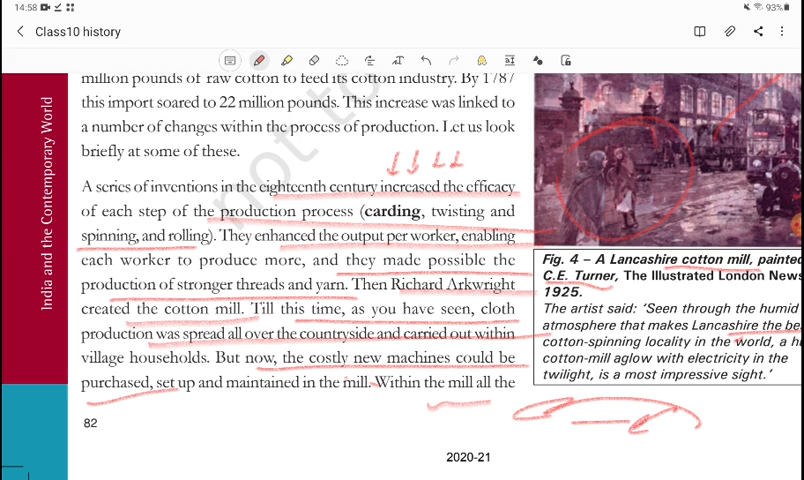 14:58
93%
Class10 history
India and the Contemporary World
million pounds of raw cotton to feed its cotton industry. By 1787
this import soared to 22 million pounds. This increase was linked to
a number of changes within the process of production. Let us look
briefly at some of these.
A series of inventions in the eighteenth century increased the efficacy
of each step of the production process (carding, twisting and
spinning, and rolling). They enhanced the output per worker, enabling
each worker to produce more, and they made possible the
production of stronger threads and yarn. Then Richard Arkwright
created the cotton mill. Till this time, as you have seen, cloth
production was spread all over the countryside and carried out within
village households. But now, the costly new machines could be
purchased, set up and maintained in the mill. Within the mill all the
Fig. 4 – A Lancashire cotton mill, painted
C.E. Turner, The Illustrated London News
1925.
The artist said: 'Seen through the humid
atmosphere that makes Lancashire the be
cotton-spinning locality in the world, a h
cotton-mill aglow with electricity in the
twilight, is a most impressive sight.'
82
2020-21
not to